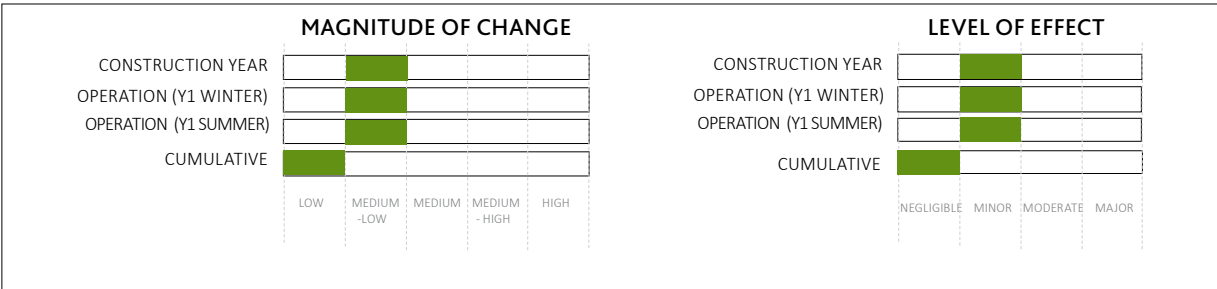 MAGNITUDE OF CHANGE
CONSTRUCTION YEAR
OPERATION (Y1 WINTER)
OPERATION (Y1 SUMMER)
CUMULATIVE
LOW
MEDIUM
-LOW
MEDIUM
MEDIUM
- HIGH
HIGH
LEVEL OF EFFECT
CONSTRUCTION YEAR
OPERATION (Y1 WINTER)
OPERATION (Y1 SUMMER)
CUMULATIVE
NEGLIGIBLE
MINOR
MODERATE
MAJOR